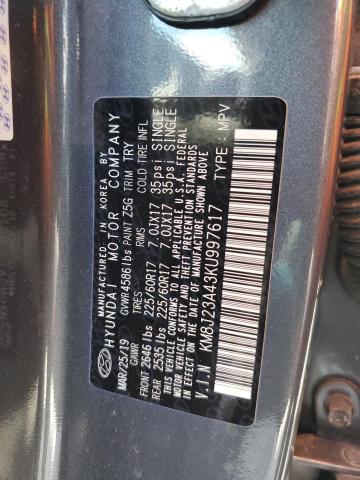 MANUFACTURED IN KOREA BY
HYUNDAI MOTOR COMPANY
MAR/25/19 GVWR 4586 lbs PAINT Z5G TRIM TRY
GAWR TIRES RIMS COLD TIRE INFL
FRONT 2646 lbs 225/60R17 7.0JX17 35psi SINGLE
REAR 2535 lbs 225/60R17 7.0JX17 35psi SINGLE
THIS VEHICLE CONFORMS TO ALL APPLICABLE
FEDERAL MOTOR VEHICLE
SAFETY AND THEFT PREVENTION STANDARDS
IN EFFECT ON THE DATE OF MANUFACTURE SHOWN ABOVE
V.I.N KM8J23A43KU997617 TYPE: MPV